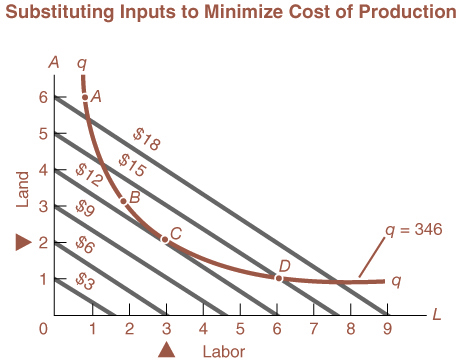 Substituting Inputs to Minimize Cost of Production
A q
6 A
$18
5
$15
4 $12
B
3 $9
Land
C
q = 346
2 $6
D
1 $3 q
0 1 2 3 4 5 6 7 8 9 L
Labor